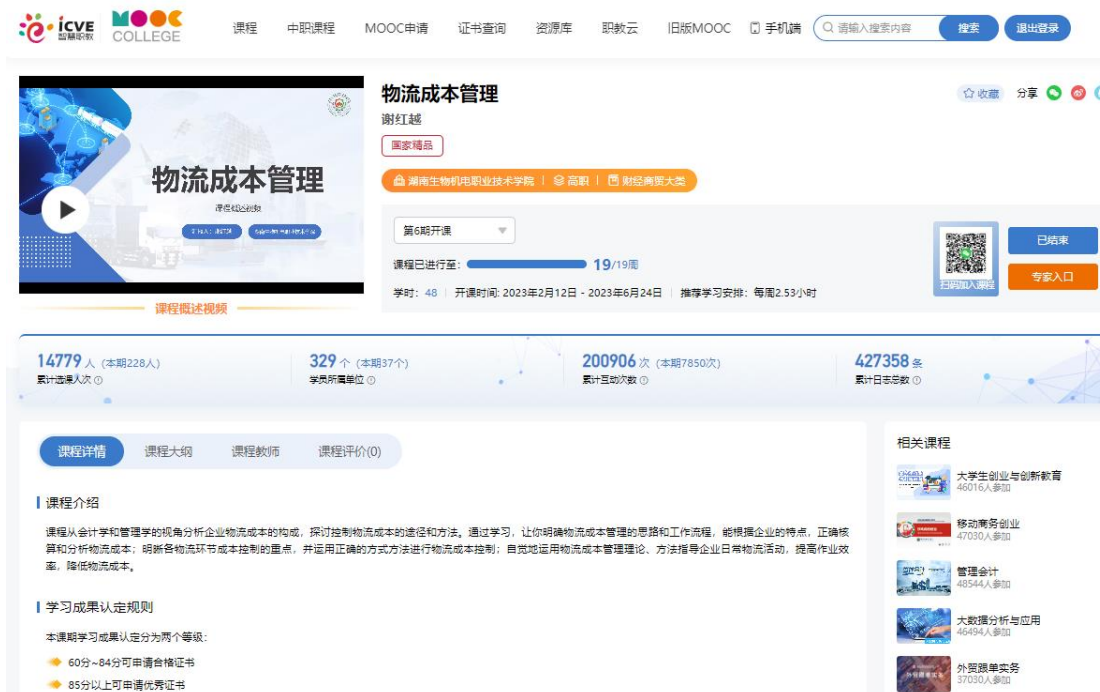 icve
智慧职教
MOOC
COLLEGE
课程 中职课程 MOOC申请 证书查询 资源库 职教云 旧版MOOC 手机端 请输入搜索内容 搜索 退出登录
物流成本管理
课程概述视频
课程概述视频
物流成本管理
谢红越
国家精品
湖南生物机电职业技术学院 | 高职 | 财经商贸大类
收藏 分享
第6期开课
课程已进行至: 19/19周
学时: 48 开课时间: 2023年2月12日 - 2023年6月24日 推荐学习安排: 每周2.53小时
扫码加入课程
已结束
专家入口
14779 人 (本期228人)
累计选课人次
329 个 (本期37个)
学员所属单位
200906 次 (本期7850次)
累计互动次数
427358 条
累计日志总数
课程详情 课程大纲 课程教师 课程评价(0)
课程介绍
课程从会计学和管理学的视角分析企业物流成本的构成，探讨控制物流成本的途径和方法。通过学习，让你明确物流成本管理的思路和工作流程，能根据企业的特点，正确核
算和分析物流成本；明晰各物流环节成本控制的重点，并运用正确的方式方法进行物流成本控制；自觉地运用物流成本管理理论、方法指导企业日常物流活动，提高作业效
率，降低物流成本。
学习成果认定规则
本课期学习成果认定分为两个等级:
60分~84分可申请合格证书
85分以上可申请优秀证书
相关课程
大学生创业与创新教育
46016人参加
移动商务创业
47030人参加
管理会计
48544人参加
大数据分析与应用
46494人参加
外贸跟单实务
37030人参加